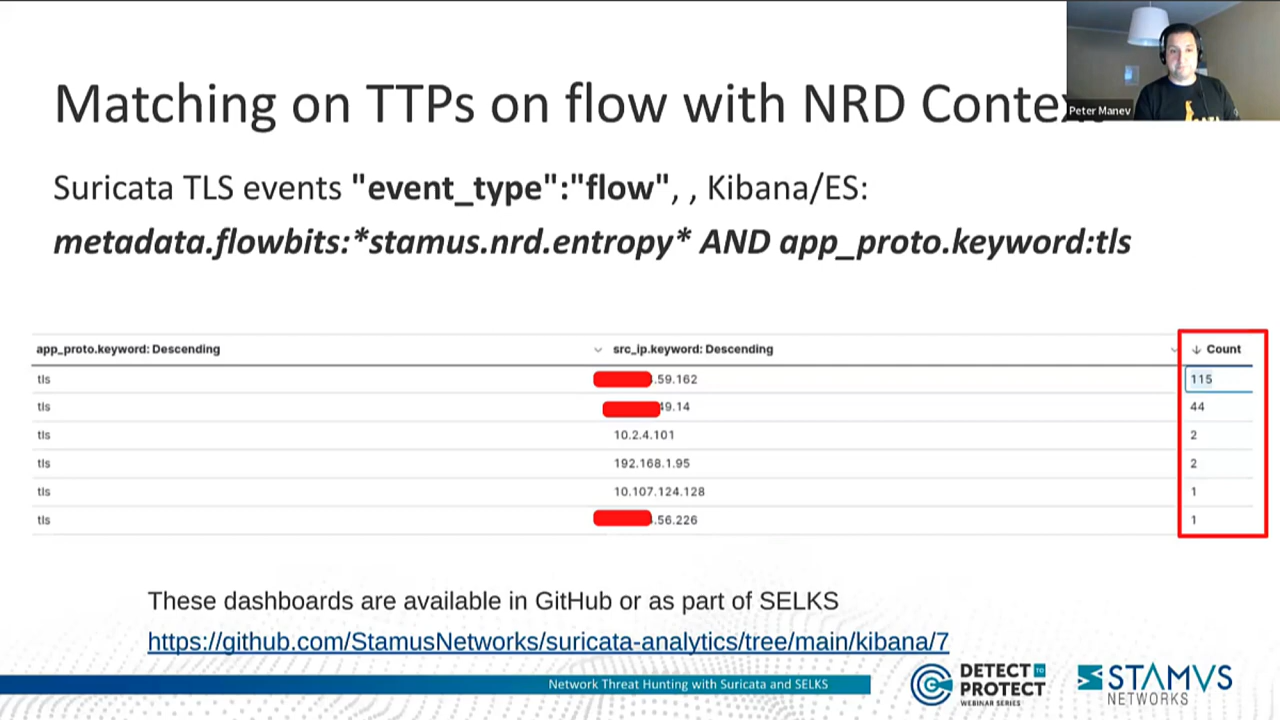 Matching on TTPs on flow with NRD Contex
Peter Manev
Suricata TLS events "event_type":"flow", , Kibana/ES:
metadata.flowbits:*stamus.nrd.entropy* AND app_proto.keyword:tls
app_proto.keyword: Descending src_ip.keyword: Descending ↓ Count
tls .59.162 115
tls 49.14 44
tls 10.2.4.101 2
tls 192.168.1.95 2
tls 10.107.124.128 1
tls .56.226 1
These dashboards are available in GitHub or as part of SELKS
https://github.com/StamusNetworks/suricata-analytics/tree/main/kibana/7
Network Threat Hunting with Suricata and SELKS
DETECT TO
PROTECT
WEBINAR SERIES
STAMVS
NETWORKS